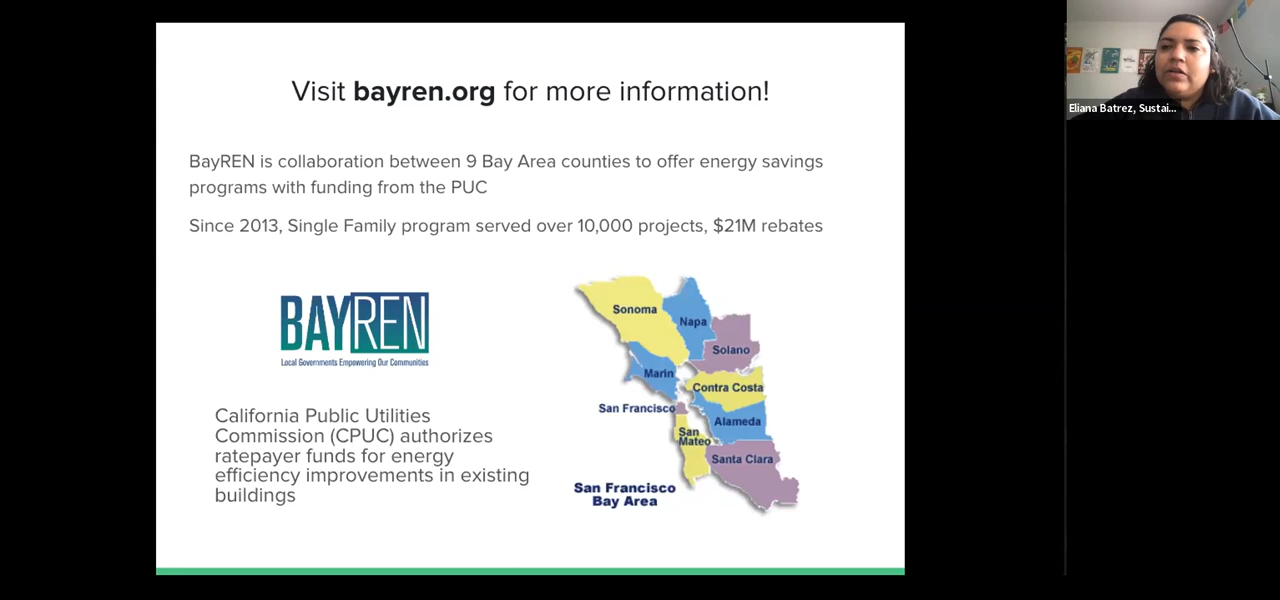 Visit bayren.org for more information!
BayREN is collaboration between 9 Bay Area counties to offer energy savings
programs with funding from the PUC
Since 2013, Single Family program served over 10,000 projects, $21M rebates
BAYREN
Local Governments Empowering Our Communities
California Public Utilities
Commission (CPUC) authorizes
ratepayer funds for energy
efficiency improvements in existing
buildings
Sonoma
Napa
Solano
Marin
Contra Costa
San Francisco
Alameda
San
Mateo
Santa Clara
San Francisco
Bay Area
Eliana Batrez, Sustai...